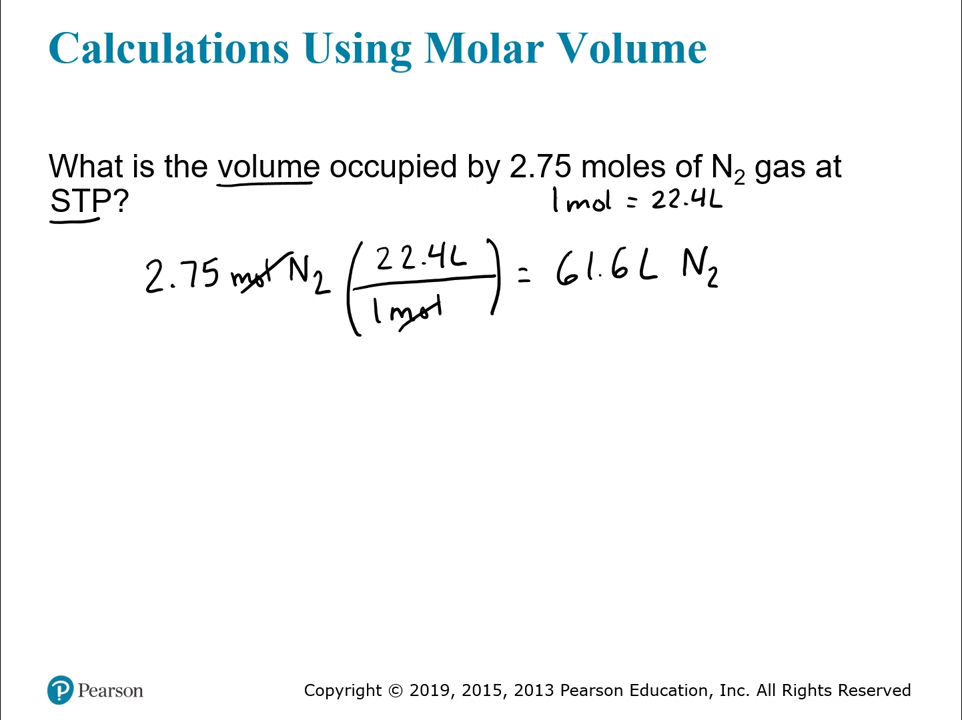 Calculations Using Molar Volume
What is the volume occupied by 2.75 moles of N₂ gas at
STP?
1 mol = 22.4L
2.75 mol N₂ (22.4L / 1 mol) = 61.6 L N₂
Pearson
Copyright © 2019, 2015, 2013 Pearson Education, Inc. All Rights Reserved